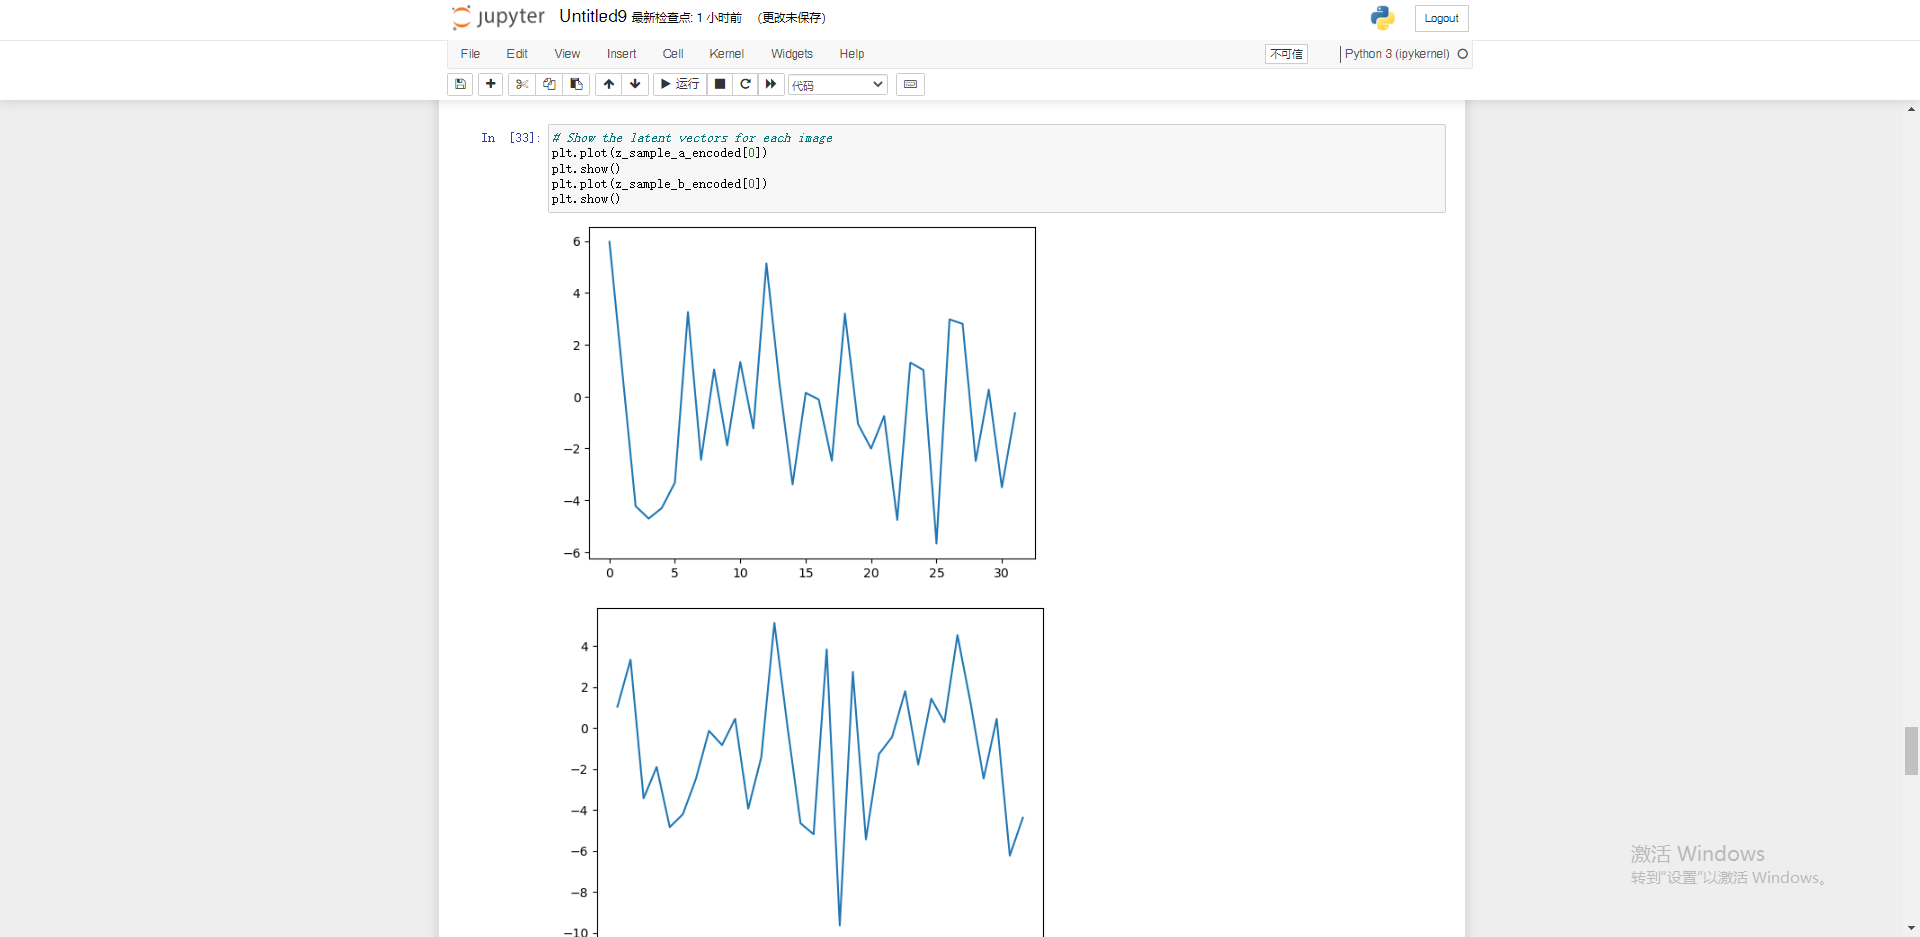 jupyter Untitled9 最新检查点: 1 小时前 (更改未保存) Logout
File Edit View Insert Cell Kernel Widgets Help 不可信 Python 3 (ipykernel)
运行 代码
In [33]: # Show the latent vectors for each image
plt.plot(z_sample_a_encoded[0])
plt.show()
plt.plot(z_sample_b_encoded[0])
plt.show()
6
4
2
0
−2
−4
−6
0 5 10 15 20 25 30
4
2
0
−2
−4
−6
−8
−10
激活 Windows
转到"设置"以激活 Windows。